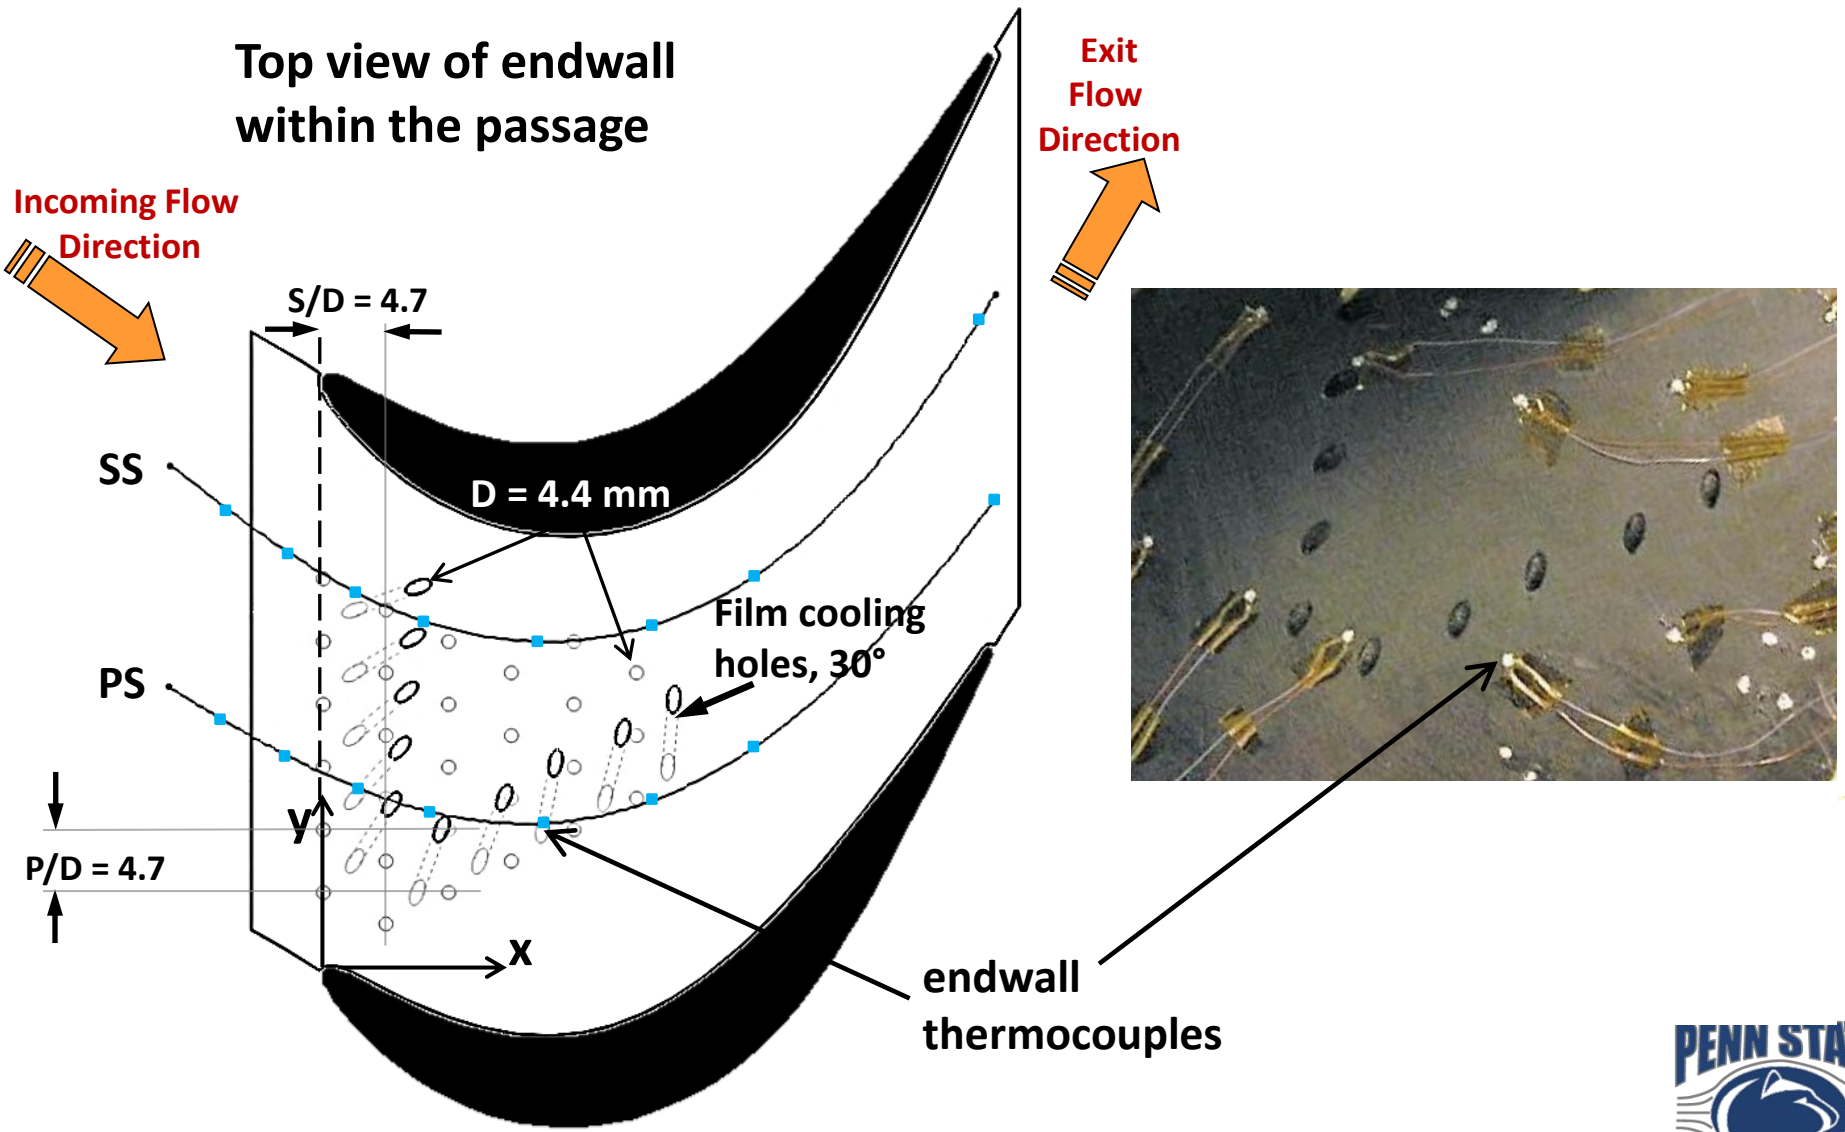 Top view of endwall
within the passage
Exit
Flow
Direction
Incoming Flow
Direction
S/D = 4.7
SS
D = 4.4 mm
Film cooling
holes, 30°
PS
y
P/D = 4.7
x
endwall
thermocouples
PENN STA